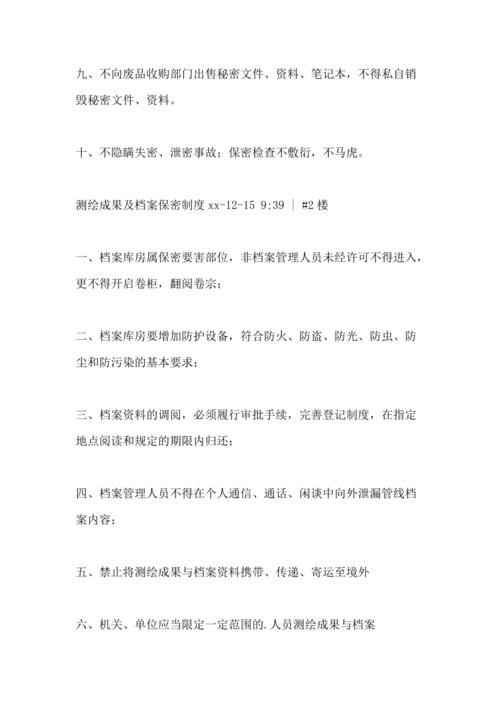 九、不向废品收购部门出售秘密文件、资料、笔记本，不得私自销
毁秘密文件、资料。
十、不隐瞒失密、泄密事故；保密检查不敷衍，不马虎。
测绘成果及档案保密制度xx-12-15 9:39 | #2楼
一、档案库房属保密要害部位，非档案管理人员未经许可不得进入，
更不得开启卷柜，翻阅卷宗；
二、档案库房要增加防护设备，符合防火、防盗、防光、防虫、防
尘和防污染的基本要求；
三、档案资料的调阅，必须履行审批手续，完善登记制度，在指定
地点阅读和规定的期限内归还；
四、档案管理人员不得在个人通信、通话、闲谈中向外泄漏管线档
案内容；
五、禁止将测绘成果与档案资料携带、传递、寄运至境外
六、机关、单位应当限定一定范围的.人员测绘成果与档案